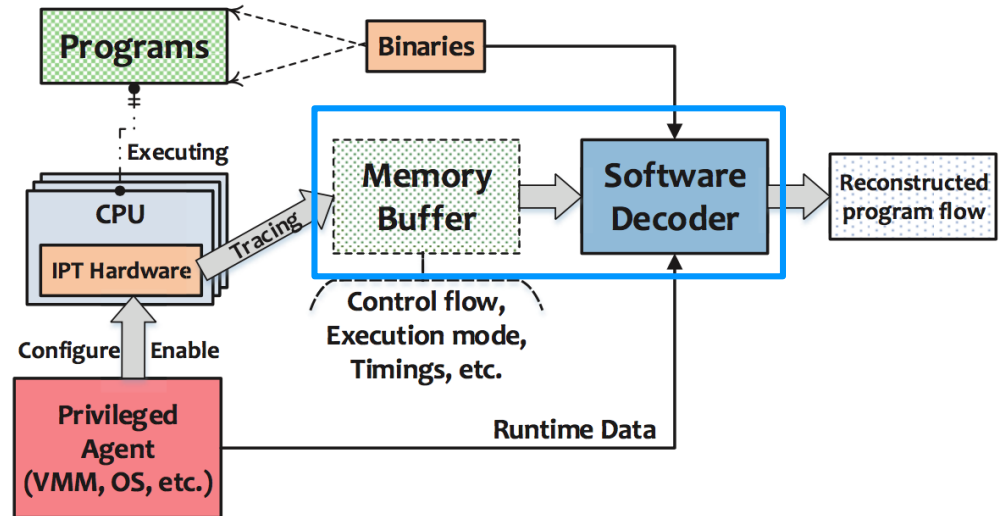 Programs
Binaries
Executing
CPU
IPT Hardware
Tracing
Memory
Buffer
Software
Decoder
Reconstructed
program flow
Control flow,
Execution mode,
Timings, etc.
Configure Enable
Privileged
Agent
(VMM, OS, etc.)
Runtime Data